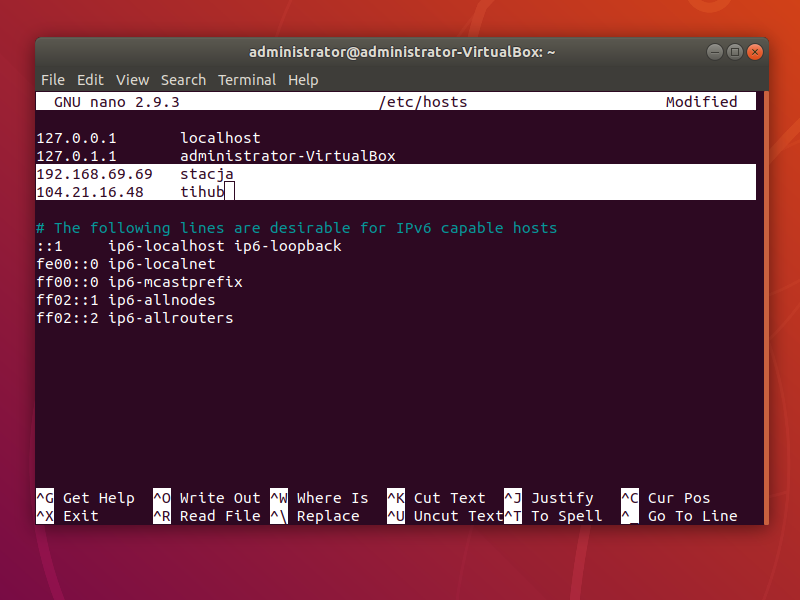 administrator@administrator-VirtualBox: ~
File Edit View Search Terminal Help
GNU nano 2.9.3 /etc/hosts Modified
127.0.0.1 localhost
127.0.1.1 administrator-VirtualBox
192.168.69.69 stacja
104.21.16.48 tihub
# The following lines are desirable for IPv6 capable hosts
::1 ip6-localhost ip6-loopback
fe00::0 ip6-localnet
ff00::0 ip6-mcastprefix
ff02::1 ip6-allnodes
ff02::2 ip6-allrouters
^G Get Help ^O Write Out ^W Where Is ^K Cut Text ^J Justify ^C Cur Pos
^X Exit ^R Read File ^\ Replace ^U Uncut Text ^T To Spell ^_ Go To Line